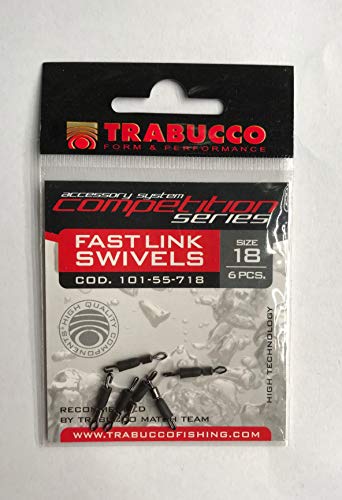 TRABUCCO
FORM & PERFORMANCE
accessory system
competition
series
FAST LINK
SWIVELS
SIZE
18
6 PCS.
COD. 101-55-718
HIGH QUALITY
COMPONENTS
HIGH TECHNOLOGY
RECOMMENDED
BY TRABUCCO MATCH TEAM
WWW.TRABUCCOFISHING.COM